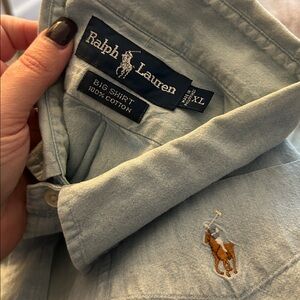 Ralph Lauren
XL
BIG SHIRT
100% COTTON